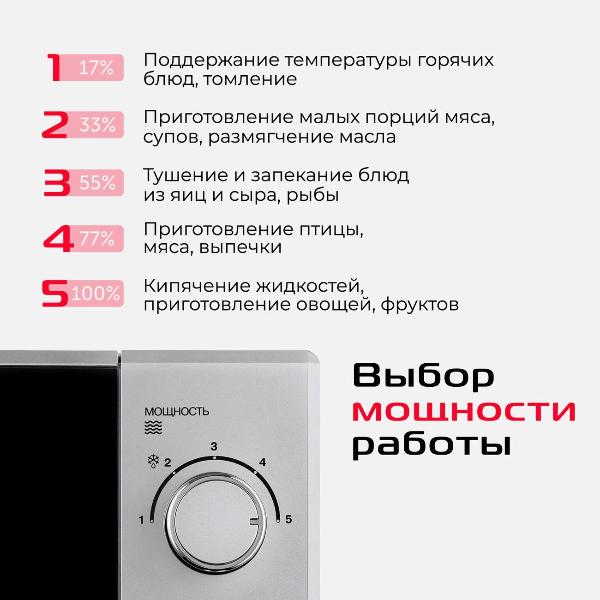 1 17% Поддержание температуры горячих
блюд, томление
2 33% Приготовление малых порций мяса,
супов, размягчение масла
3 55% Тушение и запекание блюд
из яиц и сыра, рыбы
4 77% Приготовление птицы,
мяса, выпечки
5 100% Кипячение жидкостей,
приготовление овощей, фруктов
Выбор
мощности
работы
МОЩНОСТЬ
1
2
3
4
5